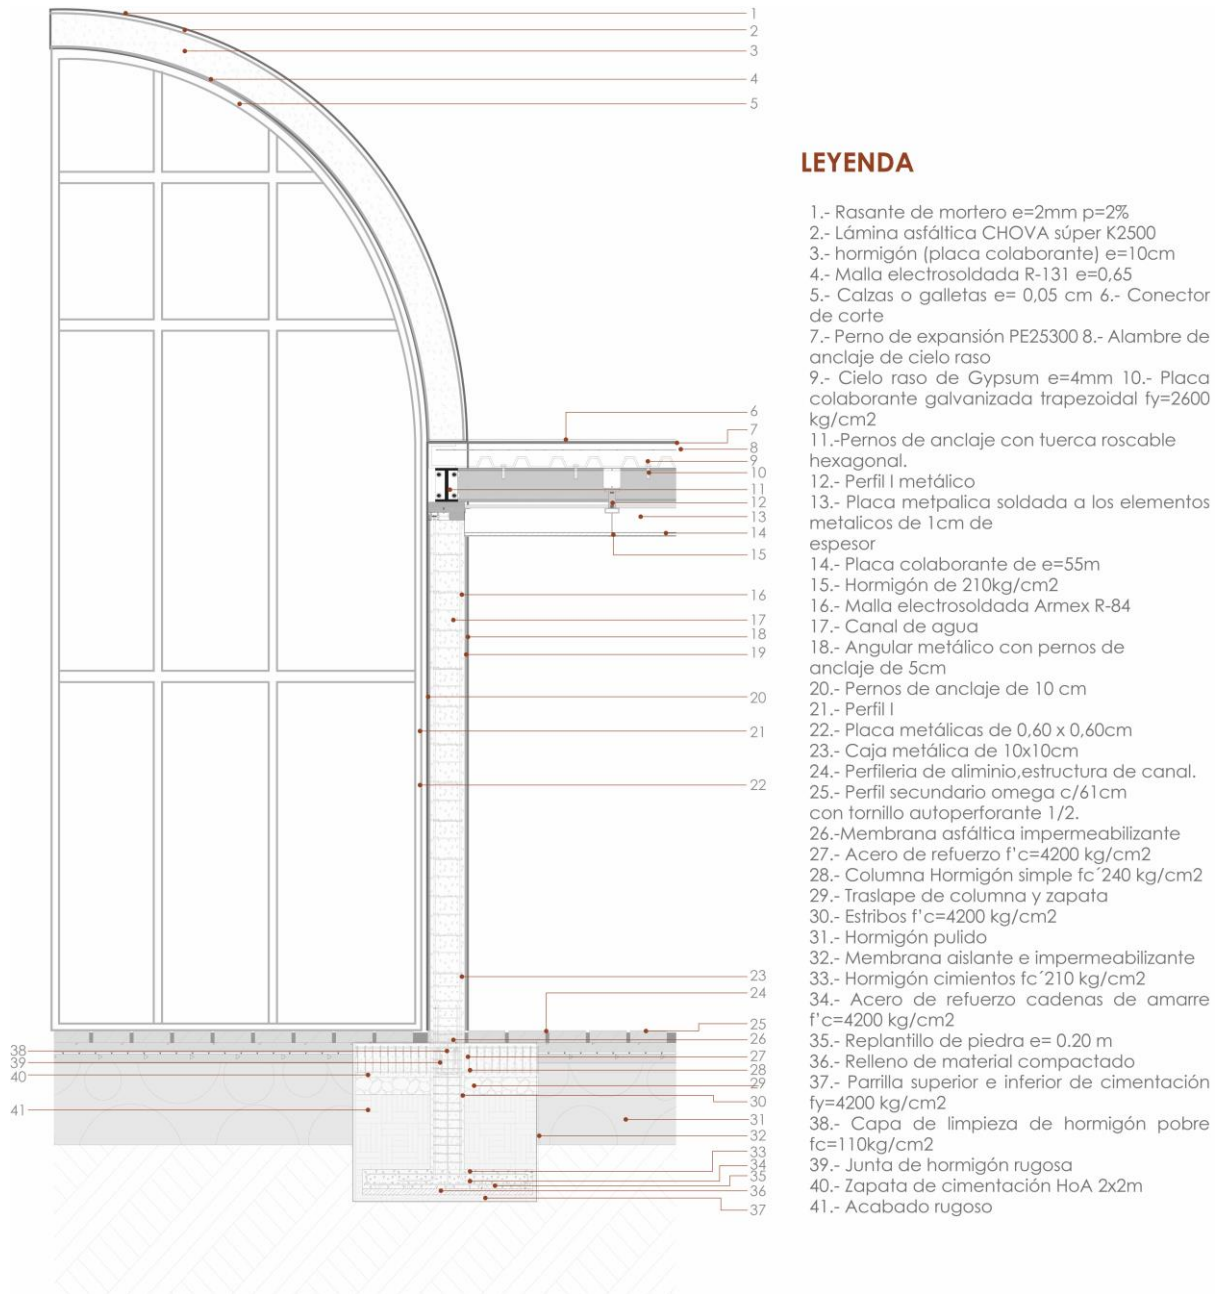 1
2
3
4
5
LEYENDA
1.- Rasante de mortero e=2mm p=2%
2.- Lámina asfáltica CHOVA súper K2500
3.- hormigón (placa colaborante) e=10cm
4.- Malla electrosoldada R-131 e=0,65
5.- Calzas o galletas e= 0,05 cm 6.- Conector
de corte
7.- Perno de expansión PE25300 8.- Alambre de
anclaje de cielo raso
9.- Cielo raso de Gypsum e=4mm 10.- Placa
colaborante galvanizada trapezoidal fy=2600
kg/cm2
11.-Pernos de anclaje con tuerca roscable
hexagonal.
12.- Perfil I metálico
13.- Placa metpalica soldada a los elementos
metalicos de 1cm de
espesor
14.- Placa colaborante de e=55m
15.- Hormigón de 210kg/cm2
16.- Malla electrosoldada Armex R-84
17.- Canal de agua
18.- Angular metálico con pernos de
anclaje de 5cm
20.- Pernos de anclaje de 10 cm
21.- Perfil I
22.- Placa metálicas de 0,60 x 0,60cm
23.- Caja metálica de 10x10cm
24.- Perfileria de aliminio,estructura de canal.
25.- Perfil secundario omega c/61cm
con tornillo autoperforante 1/2.
26.-Membrana asfáltica impermeabilizante
27.- Acero de refuerzo f'c=4200 kg/cm2
28.- Columna Hormigón simple fc´240 kg/cm2
29.- Traslape de columna y zapata
30.- Estribos f'c=4200 kg/cm2
31.- Hormigón pulido
32.- Membrana aislante e impermeabilizante
33.- Hormigón cimientos fc´210 kg/cm2
34.- Acero de refuerzo cadenas de amarre
f'c=4200 kg/cm2
35.- Replantillo de piedra e= 0.20 m
36.- Relleno de material compactado
37.- Parrilla superior e inferior de cimentación
fy=4200 kg/cm2
38.- Capa de limpieza de hormigón pobre
fc=110kg/cm2
39.- Junta de hormigón rugosa
40.- Zapata de cimentación HoA 2x2m
41.- Acabado rugoso
6
7
8
9
10
11
12
13
14
15
16
17
18
19
20
21
22
23
24
25
26
27
28
29
30
31
32
33
34
35
36
37
38
39
40
41